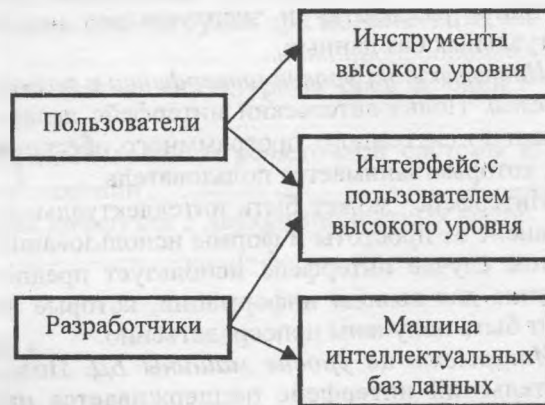 Инструменты
высокого уровня
Пользователи
Интерфейс с
пользователем
высокого уровня
Разработчики
Машина
интеллектуальных
баз данных